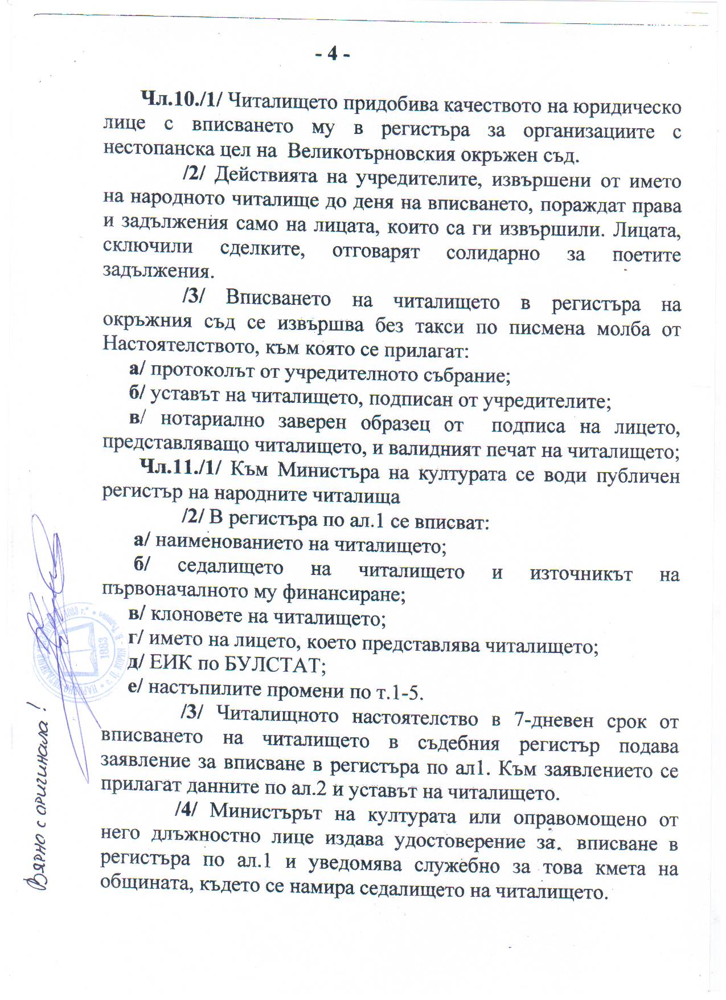 - 4 -
Чл.10./1/ Читалището придобива качеството на юридическо
лице с вписването му в регистъра за организациите с
нестопанска цел на Великотърновския окръжен съд.
/2/ Действията на учредителите, извършени от името
на народното читалище до деня на вписването, пораждат права
и задължения само на лицата, които са ги извършили. Лицата,
сключили сделките, отговарят солидарно за поетите
задължения.
/3/ Вписването на читалището в регистъра на
окръжния съд се извършва без такси по писмена молба от
Настоятелството, към която се прилагат:
а/ протоколът от учредителното събрание;
б/ уставът на читалището, подписан от учредителите;
в/ нотариално заверен образец от подписа на лицето,
представляващо читалището, и валидният печат на читалището;
Чл.11./1/ Към Министъра на културата се води публичен
регистър на народните читалища
/2/ В регистъра по ал.1 се вписват:
а/ наименованието на читалището;
б/ седалището на читалището и източникът на
първоначалното му финансиране;
в/ клоновете на читалището;
г/ името на лицето, което представлява читалището;
д/ ЕИК по БУЛСТАТ;
е/ настъпилите промени по т.1-5.
/3/ Читалищното настоятелство в 7-дневен срок от
вписването на читалището в съдебния регистър подава
заявление за вписване в регистъра по ал1. Към заявлението се
прилагат данните по ал.2 и уставът на читалището.
/4/ Министърът на културата или оправомощено от
него длъжностно лице издава удостоверение за. вписване в
регистъра по ал.1 и уведомява служебно за това кмета на
общината, където се намира седалището на читалището.
Вярно с оригинала!
1883